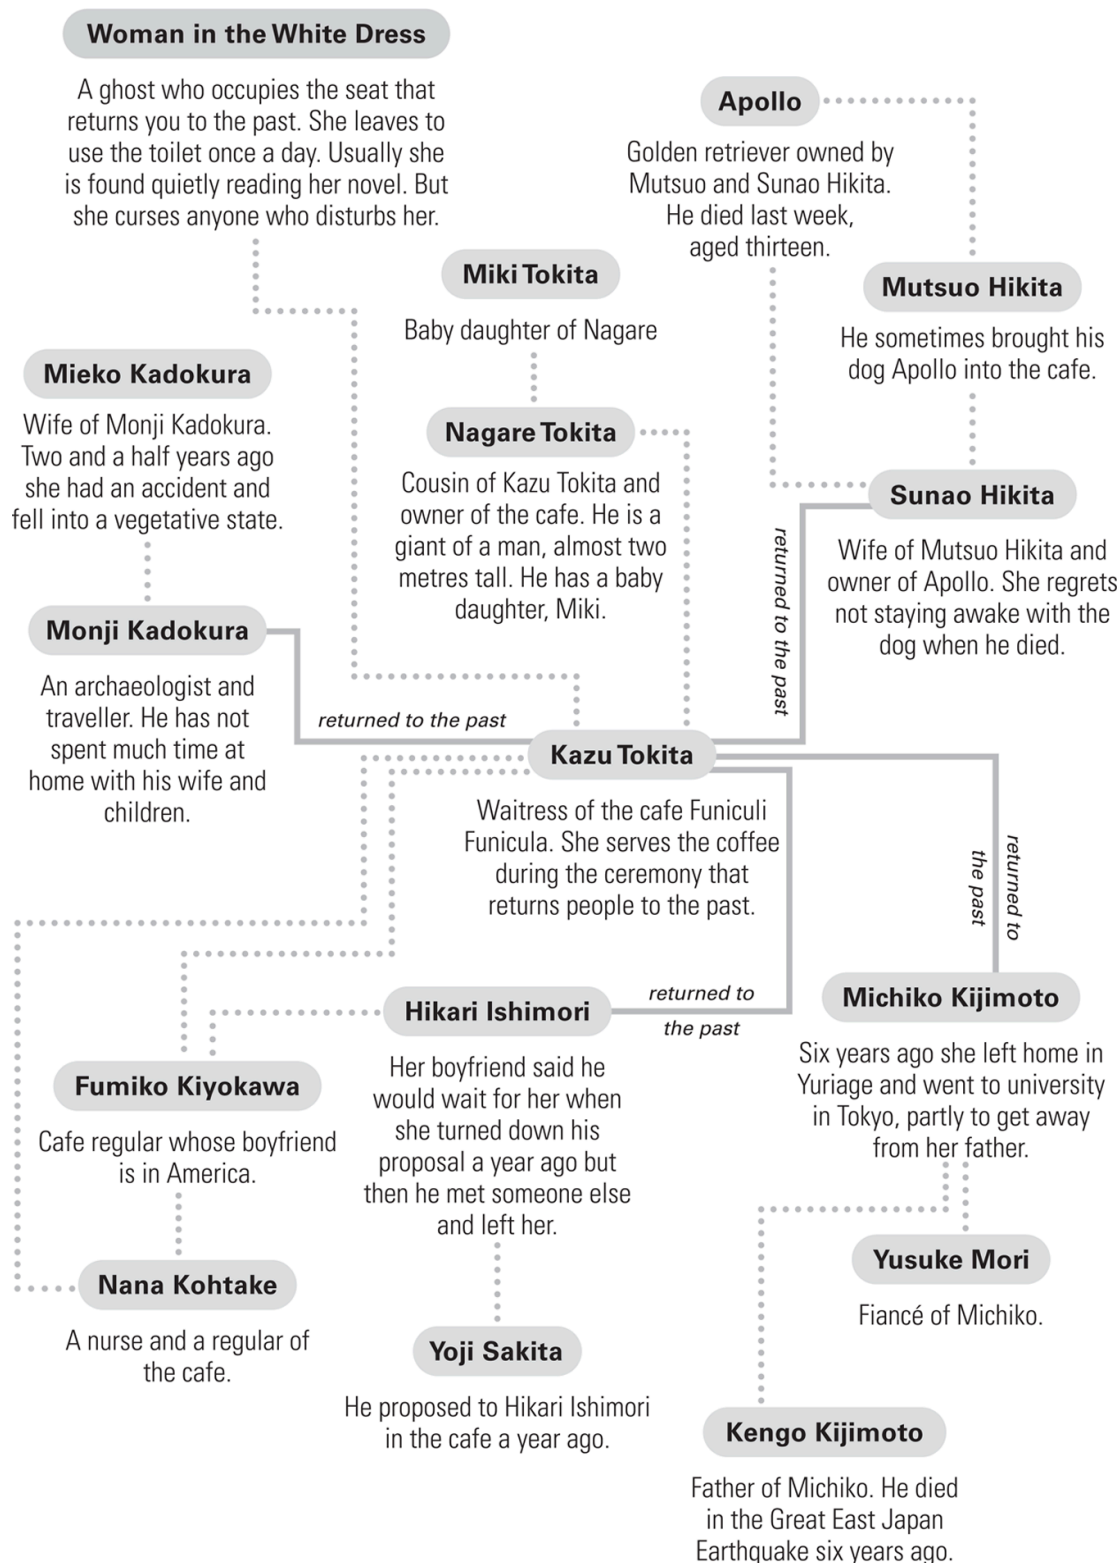 Woman in the White Dress
A ghost who occupies the seat that
returns you to the past. She leaves to
use the toilet once a day. Usually she
is found quietly reading her novel. But
she curses anyone who disturbs her.
Apollo
Golden retriever owned by
Mutsuo and Sunao Hikita.
He died last week,
aged thirteen.
Miki Tokita
Baby daughter of Nagare
Mutsuo Hikita
He sometimes brought his
dog Apollo into the cafe.
Mieko Kadokura
Wife of Monji Kadokura.
Two and a half years ago
she had an accident and
fell into a vegetative state.
Nagare Tokita
Cousin of Kazu Tokita and
owner of the cafe. He is a
giant of a man, almost two
metres tall. He has a baby
daughter, Miki.
Sunao Hikita
Wife of Mutsuo Hikita and
owner of Apollo. She regrets
not staying awake with the
dog when he died.
returned to the past
Monji Kadokura
An archaeologist and
traveller. He has not
spent much time at
home with his wife and
children.
returned to the past
Kazu Tokita
Waitress of the cafe Funiculi
Funicula. She serves the coffee
during the ceremony that
returns people to the past.
returned to
the past
Hikari Ishimori
Her boyfriend said he
would wait for her when
she turned down his
proposal a year ago but
then he met someone else
and left her.
returned to
the past
Michiko Kijimoto
Six years ago she left home in
Yuriage and went to university
in Tokyo, partly to get away
from her father.
Fumiko Kiyokawa
Cafe regular whose boyfriend
is in America.
Nana Kohtake
A nurse and a regular of
the cafe.
Yoji Sakita
He proposed to Hikari Ishimori
in the cafe a year ago.
Yusuke Mori
Fiancé of Michiko.
Kengo Kijimoto
Father of Michiko. He died
in the Great East Japan
Earthquake six years ago.